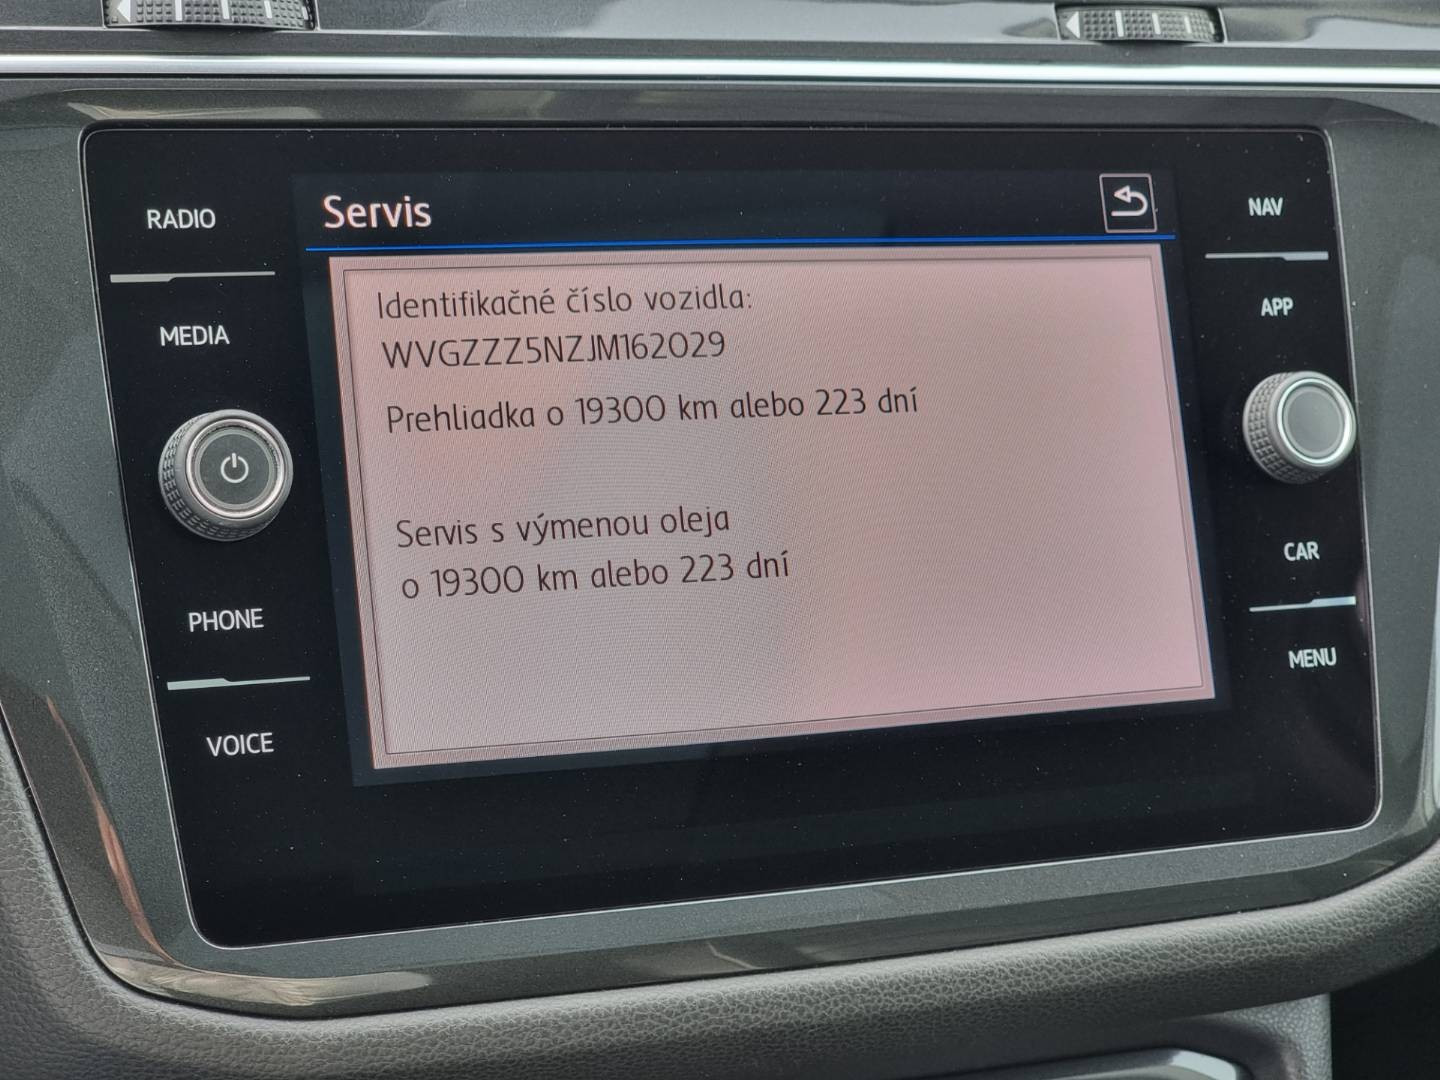 Servis
RADIO
MEDIA
PHONE
VOICE
Identifikačné číslo vozidla:
WVGZZZ5NZJM162029
Prehliadka o 19300 km alebo 223 dní
Servis s výmenou oleja
o 19300 km alebo 223 dní
NAV
APP
CAR
MENU